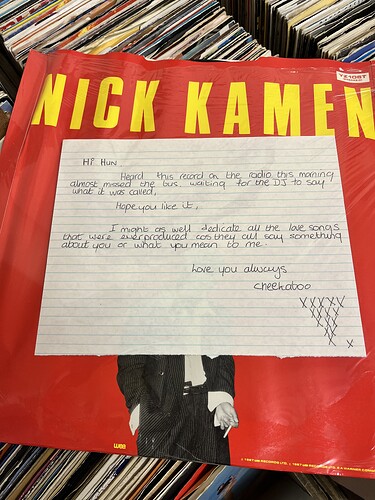 NICK KAMEN
Hi HUN
Heard this record on the radio this morning
almost missed the bus waiting for the DJ to say
what it was called,
Hope you like it,
I might as well dedicate all the love songs
that were ever produced cos they all say something
about you or what you mean to me.
Love you always
cheekaboo
XXXXX
wea